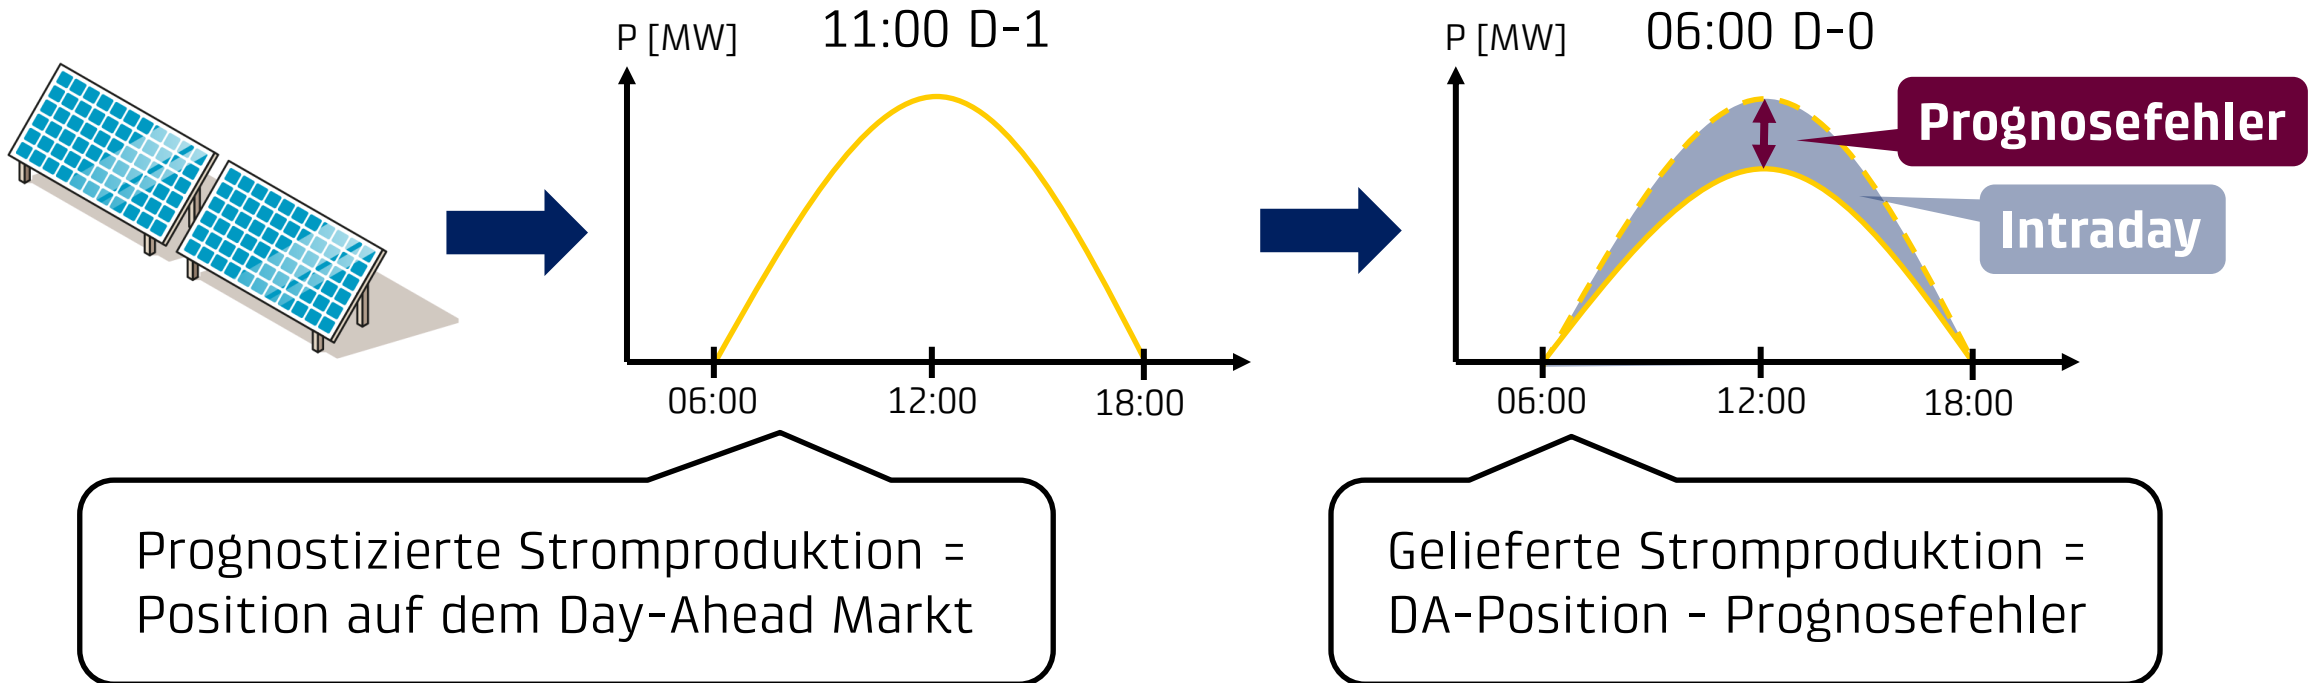 P [MW]
11:00 D-1
06:00
12:00
18:00
Prognostizierte Stromproduktion =
Position auf dem Day-Ahead Markt
P [MW]
06:00 D-0
Prognosefehler
Intraday
06:00
12:00
18:00
Gelieferte Stromproduktion =
DA-Position - Prognosefehler